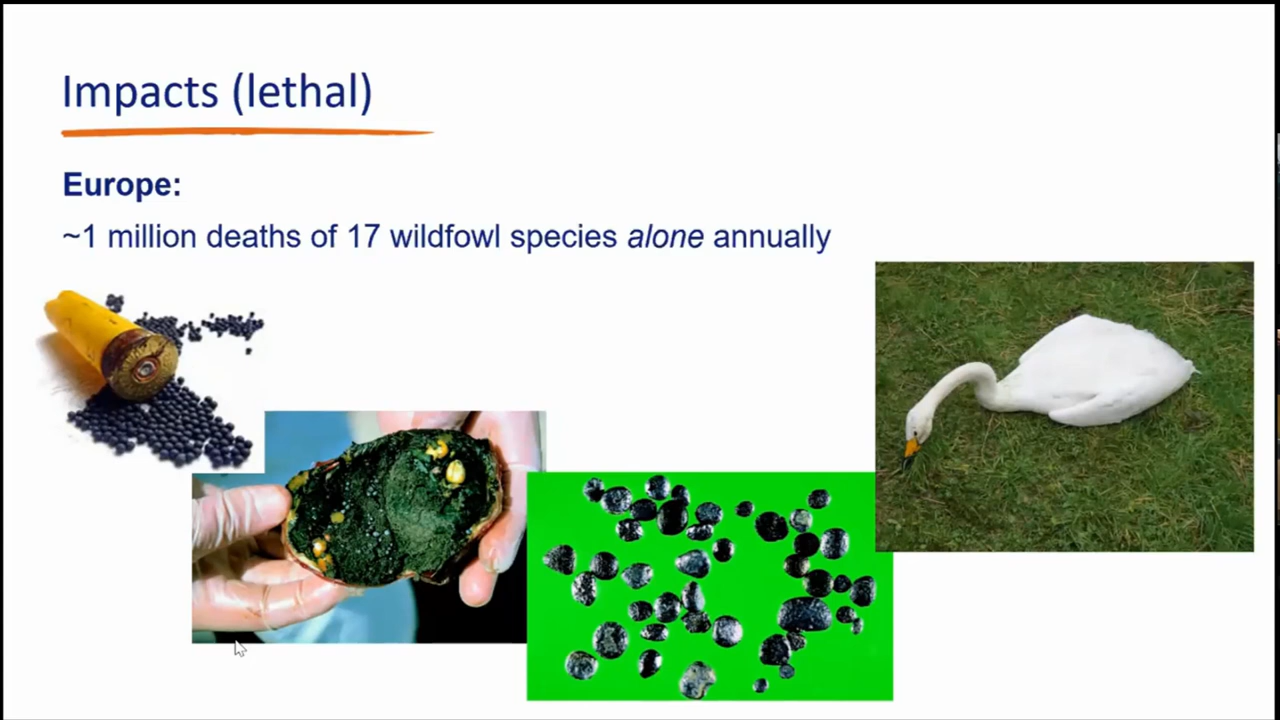 Impacts (lethal)
Europe:
~1 million deaths of 17 wildfowl species alone annually